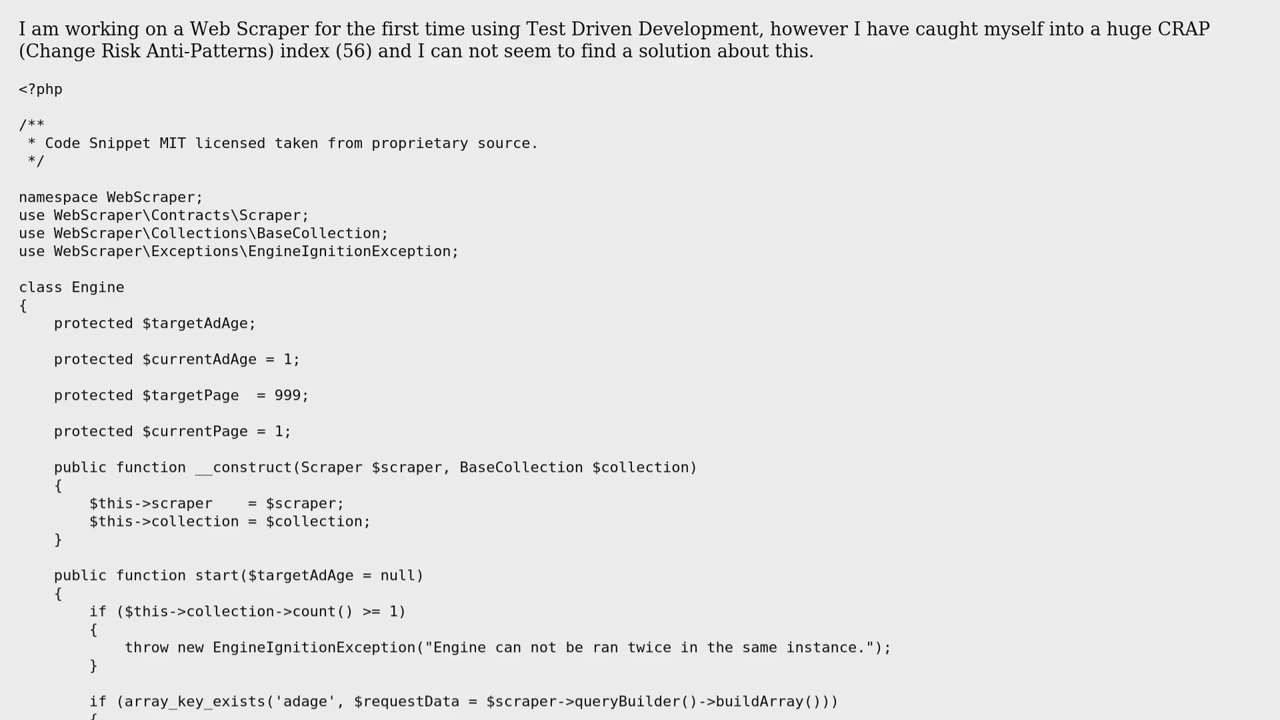 I am working on a Web Scraper for the first time using Test Driven Development, however I have caught myself into a huge CRAP
(Change Risk Anti-Patterns) index (56) and I can not seem to find a solution about this.
<?php
/**
 * Code Snippet MIT licensed taken from proprietary source.
 */
namespace WebScraper;
use WebScraper\Contracts\Scraper;
use WebScraper\Collections\BaseCollection;
use WebScraper\Exceptions\EngineIgnitionException;
class Engine
{
    protected $targetAdAge;
    protected $currentAdAge = 1;
    protected $targetPage  = 999;
    protected $currentPage = 1;
    public function __construct(Scraper $scraper, BaseCollection $collection)
    {
        $this->scraper    = $scraper;
        $this->collection = $collection;
    }
    public function start($targetAdAge = null)
    {
        if ($this->collection->count() >= 1)
        {
            throw new EngineIgnitionException("Engine can not be ran twice in the same instance.");
        }
        if (array_key_exists('adage', $requestData = $scraper->queryBuilder()->buildArray()))
        {